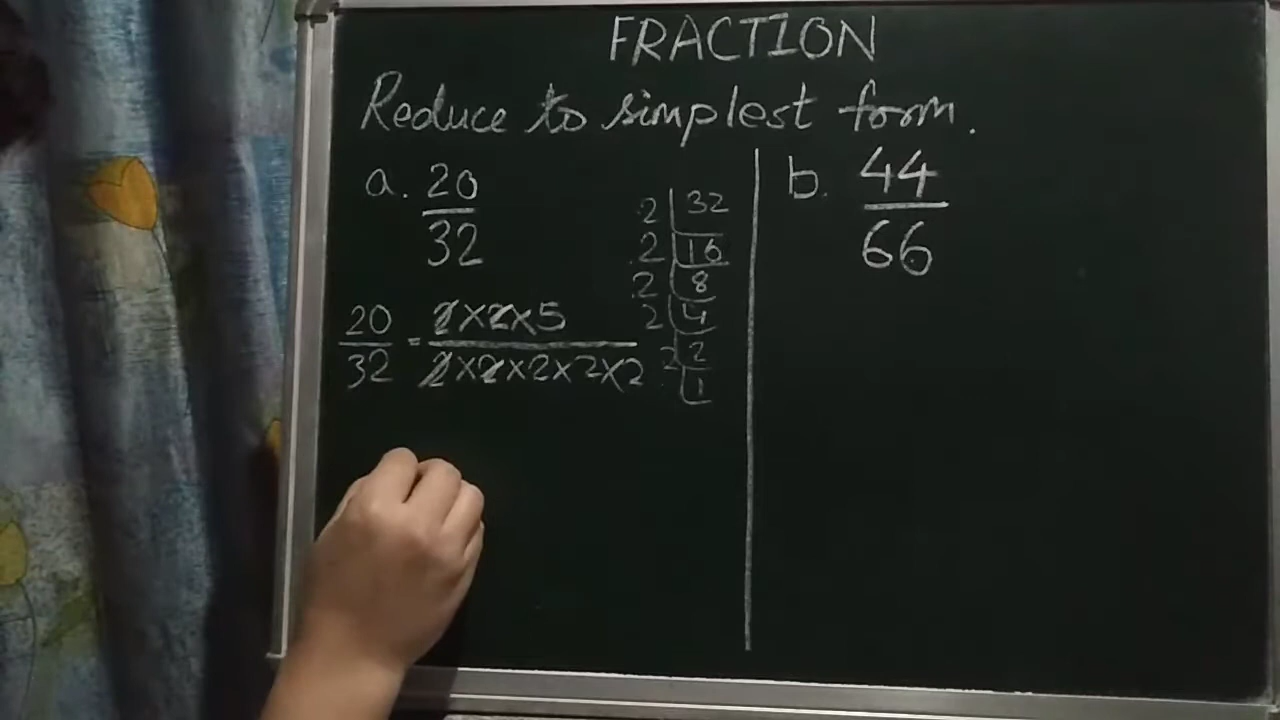 FRACTION
Reduce to simplest form.
a. 20/32
2 | 32
2 | 16
2 | 8
2 | 4
2 | 2
1
20/32 = 2×2×5 / 2×2×2×2×2
b. 44/66